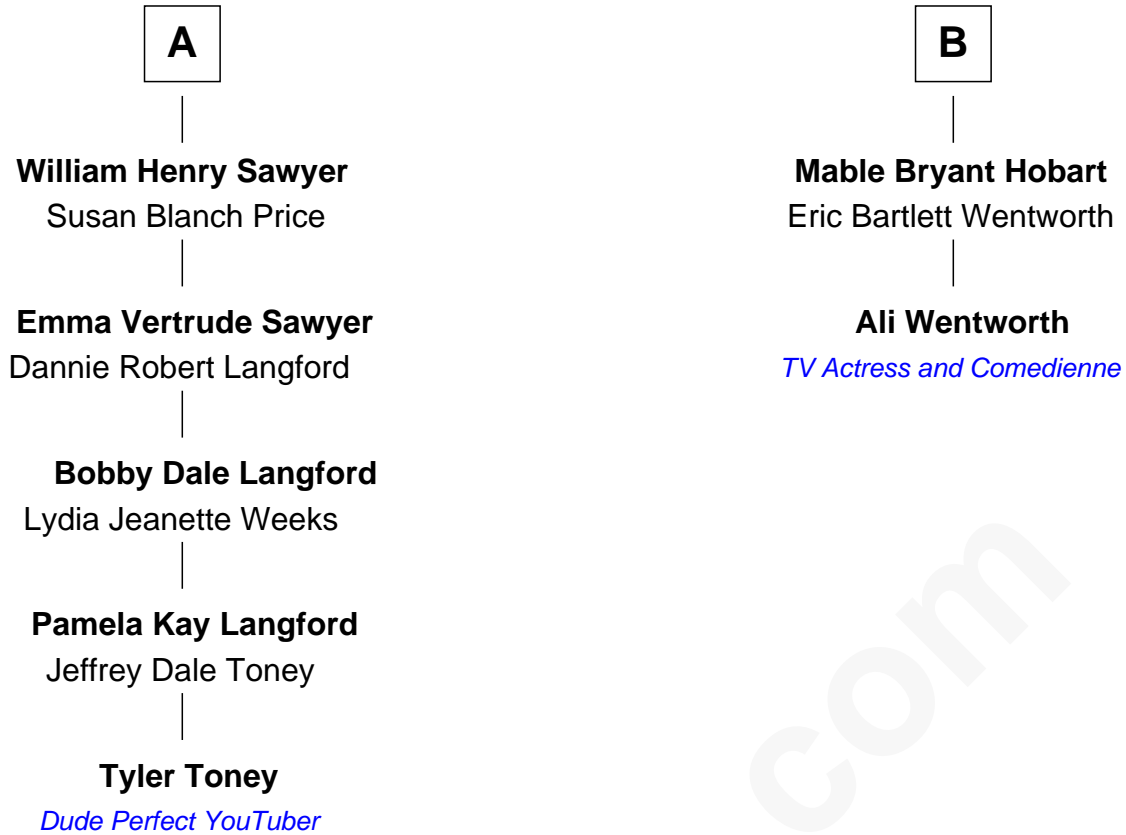 A
William Henry Sawyer
Susan Blanch Price
Emma Vertrude Sawyer
Dannie Robert Langford
Bobby Dale Langford
Lydia Jeanette Weeks
Pamela Kay Langford
Jeffrey Dale Toney
Tyler Toney
Dude Perfect YouTuber
B
Mable Bryant Hobart
Eric Bartlett Wentworth
Ali Wentworth
TV Actress and Comedienne
com